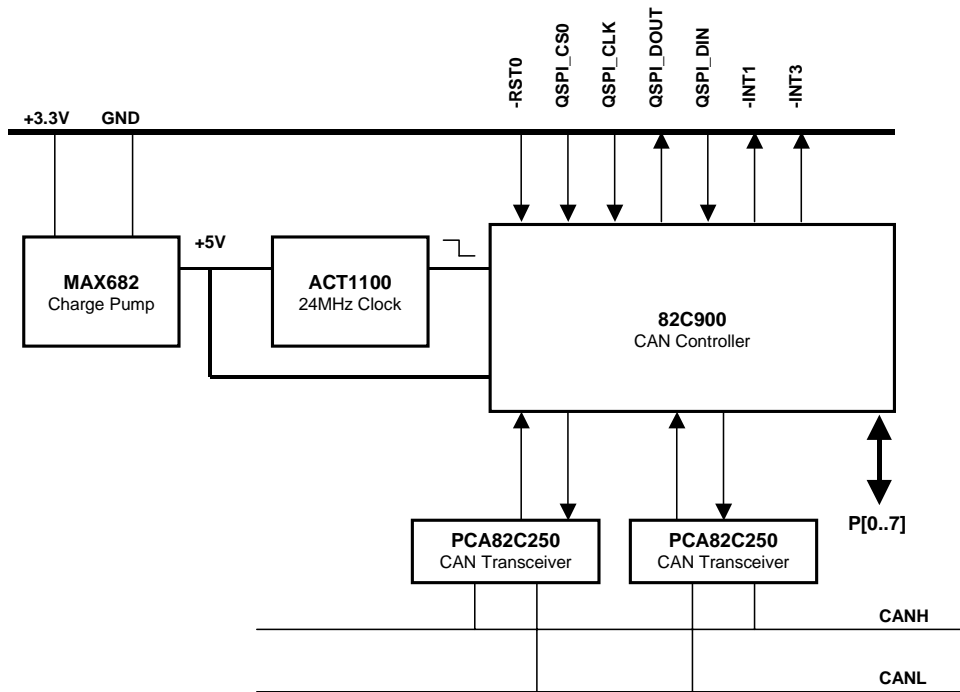 -RST0
QSPI_CS0
QSPI_CLK
QSPI_DOUT
QSPI_DIN
-INT1
-INT3
+3.3V
GND
MAX682
Charge Pump
+5V
ACT1100
24MHz Clock
82C900
CAN Controller
PCA82C250
CAN Transceiver
PCA82C250
CAN Transceiver
P[0..7]
CANH
CANL